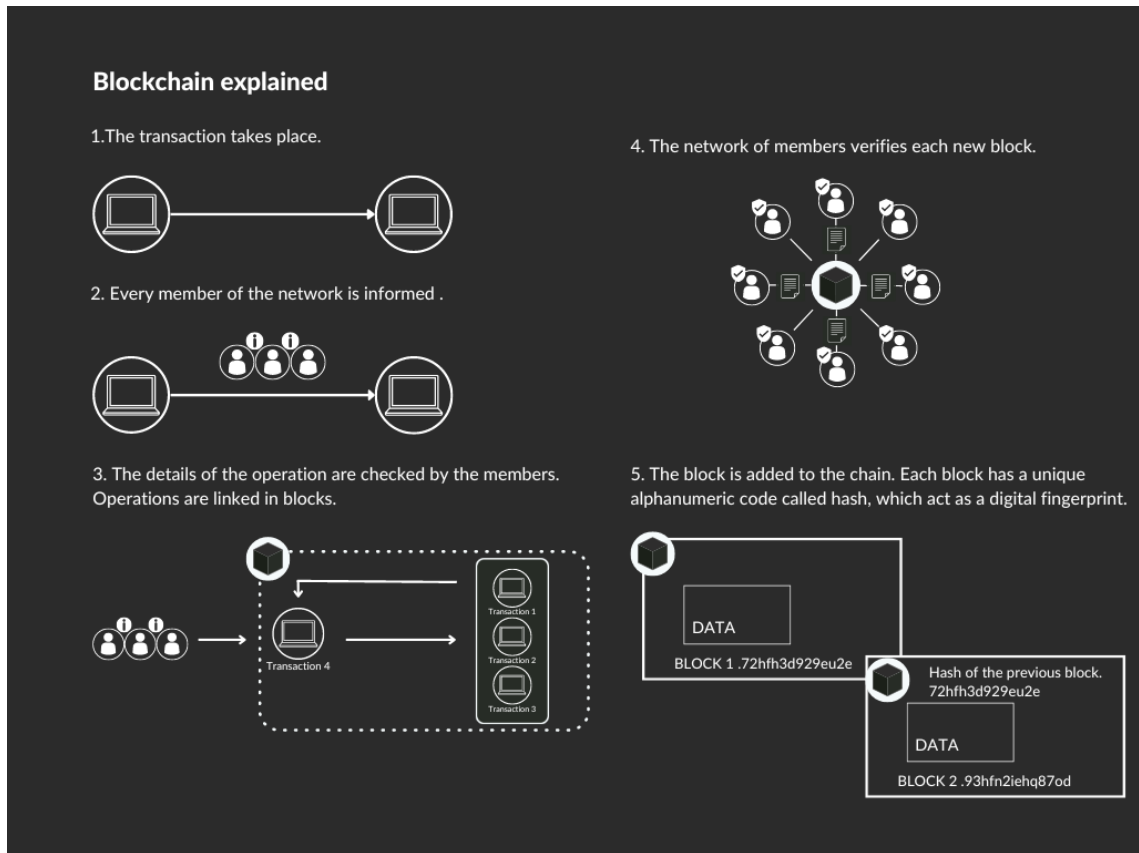 Blockchain explained
1.The transaction takes place.
2. Every member of the network is informed .
3. The details of the operation are checked by the members.
Operations are linked in blocks.
Transaction 4
Transaction 1
Transaction 2
Transaction 3
4. The network of members verifies each new block.
5. The block is added to the chain. Each block has a unique
alphanumeric code called hash, which act as a digital fingerprint.
DATA
BLOCK 1 .72hfh3d929eu2e
Hash of the previous block.
72hfh3d929eu2e
DATA
BLOCK 2 .93hfn2iehq87od